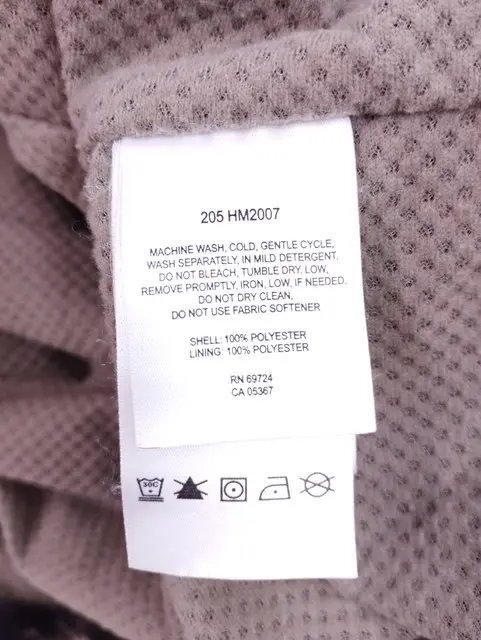 205 HM2007
MACHINE WASH, COLD, GENTLE CYCLE,
WASH SEPARATELY, IN MILD DETERGENT.
DO NOT BLEACH, TUMBLE DRY, LOW,
REMOVE PROMPTLY, IRON, LOW, IF NEEDED.
DO NOT DRY CLEAN,
DO NOT USE FABRIC SOFTENER
SHELL: 100% POLYESTER
LINING: 100% POLYESTER
RN 69724
CA 05367
30C